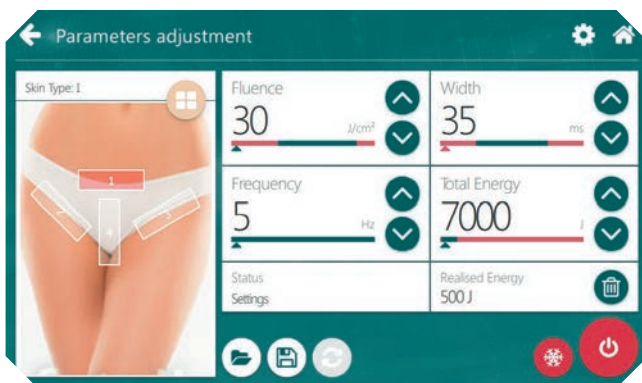 Parameters adjustment
Skin Type: I
1
2
3
4
Fluence
30 J/cm²
Width
35 ms
Frequency
5 Hz
Total Energy
7000 J
Status
Settings
Realised Energy
500 J